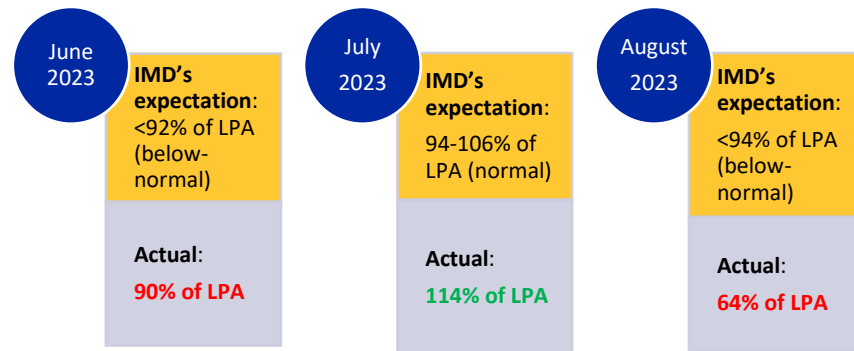 June
2023
IMD's
expectation:
<92% of LPA
(below-
normal)
Actual:
90% of LPA
July
2023
IMD's
expectation:
94-106% of
LPA (normal)
Actual:
114% of LPA
August
2023
IMD's
expectation:
<94% of LPA
(below-
normal)
Actual:
64% of LPA